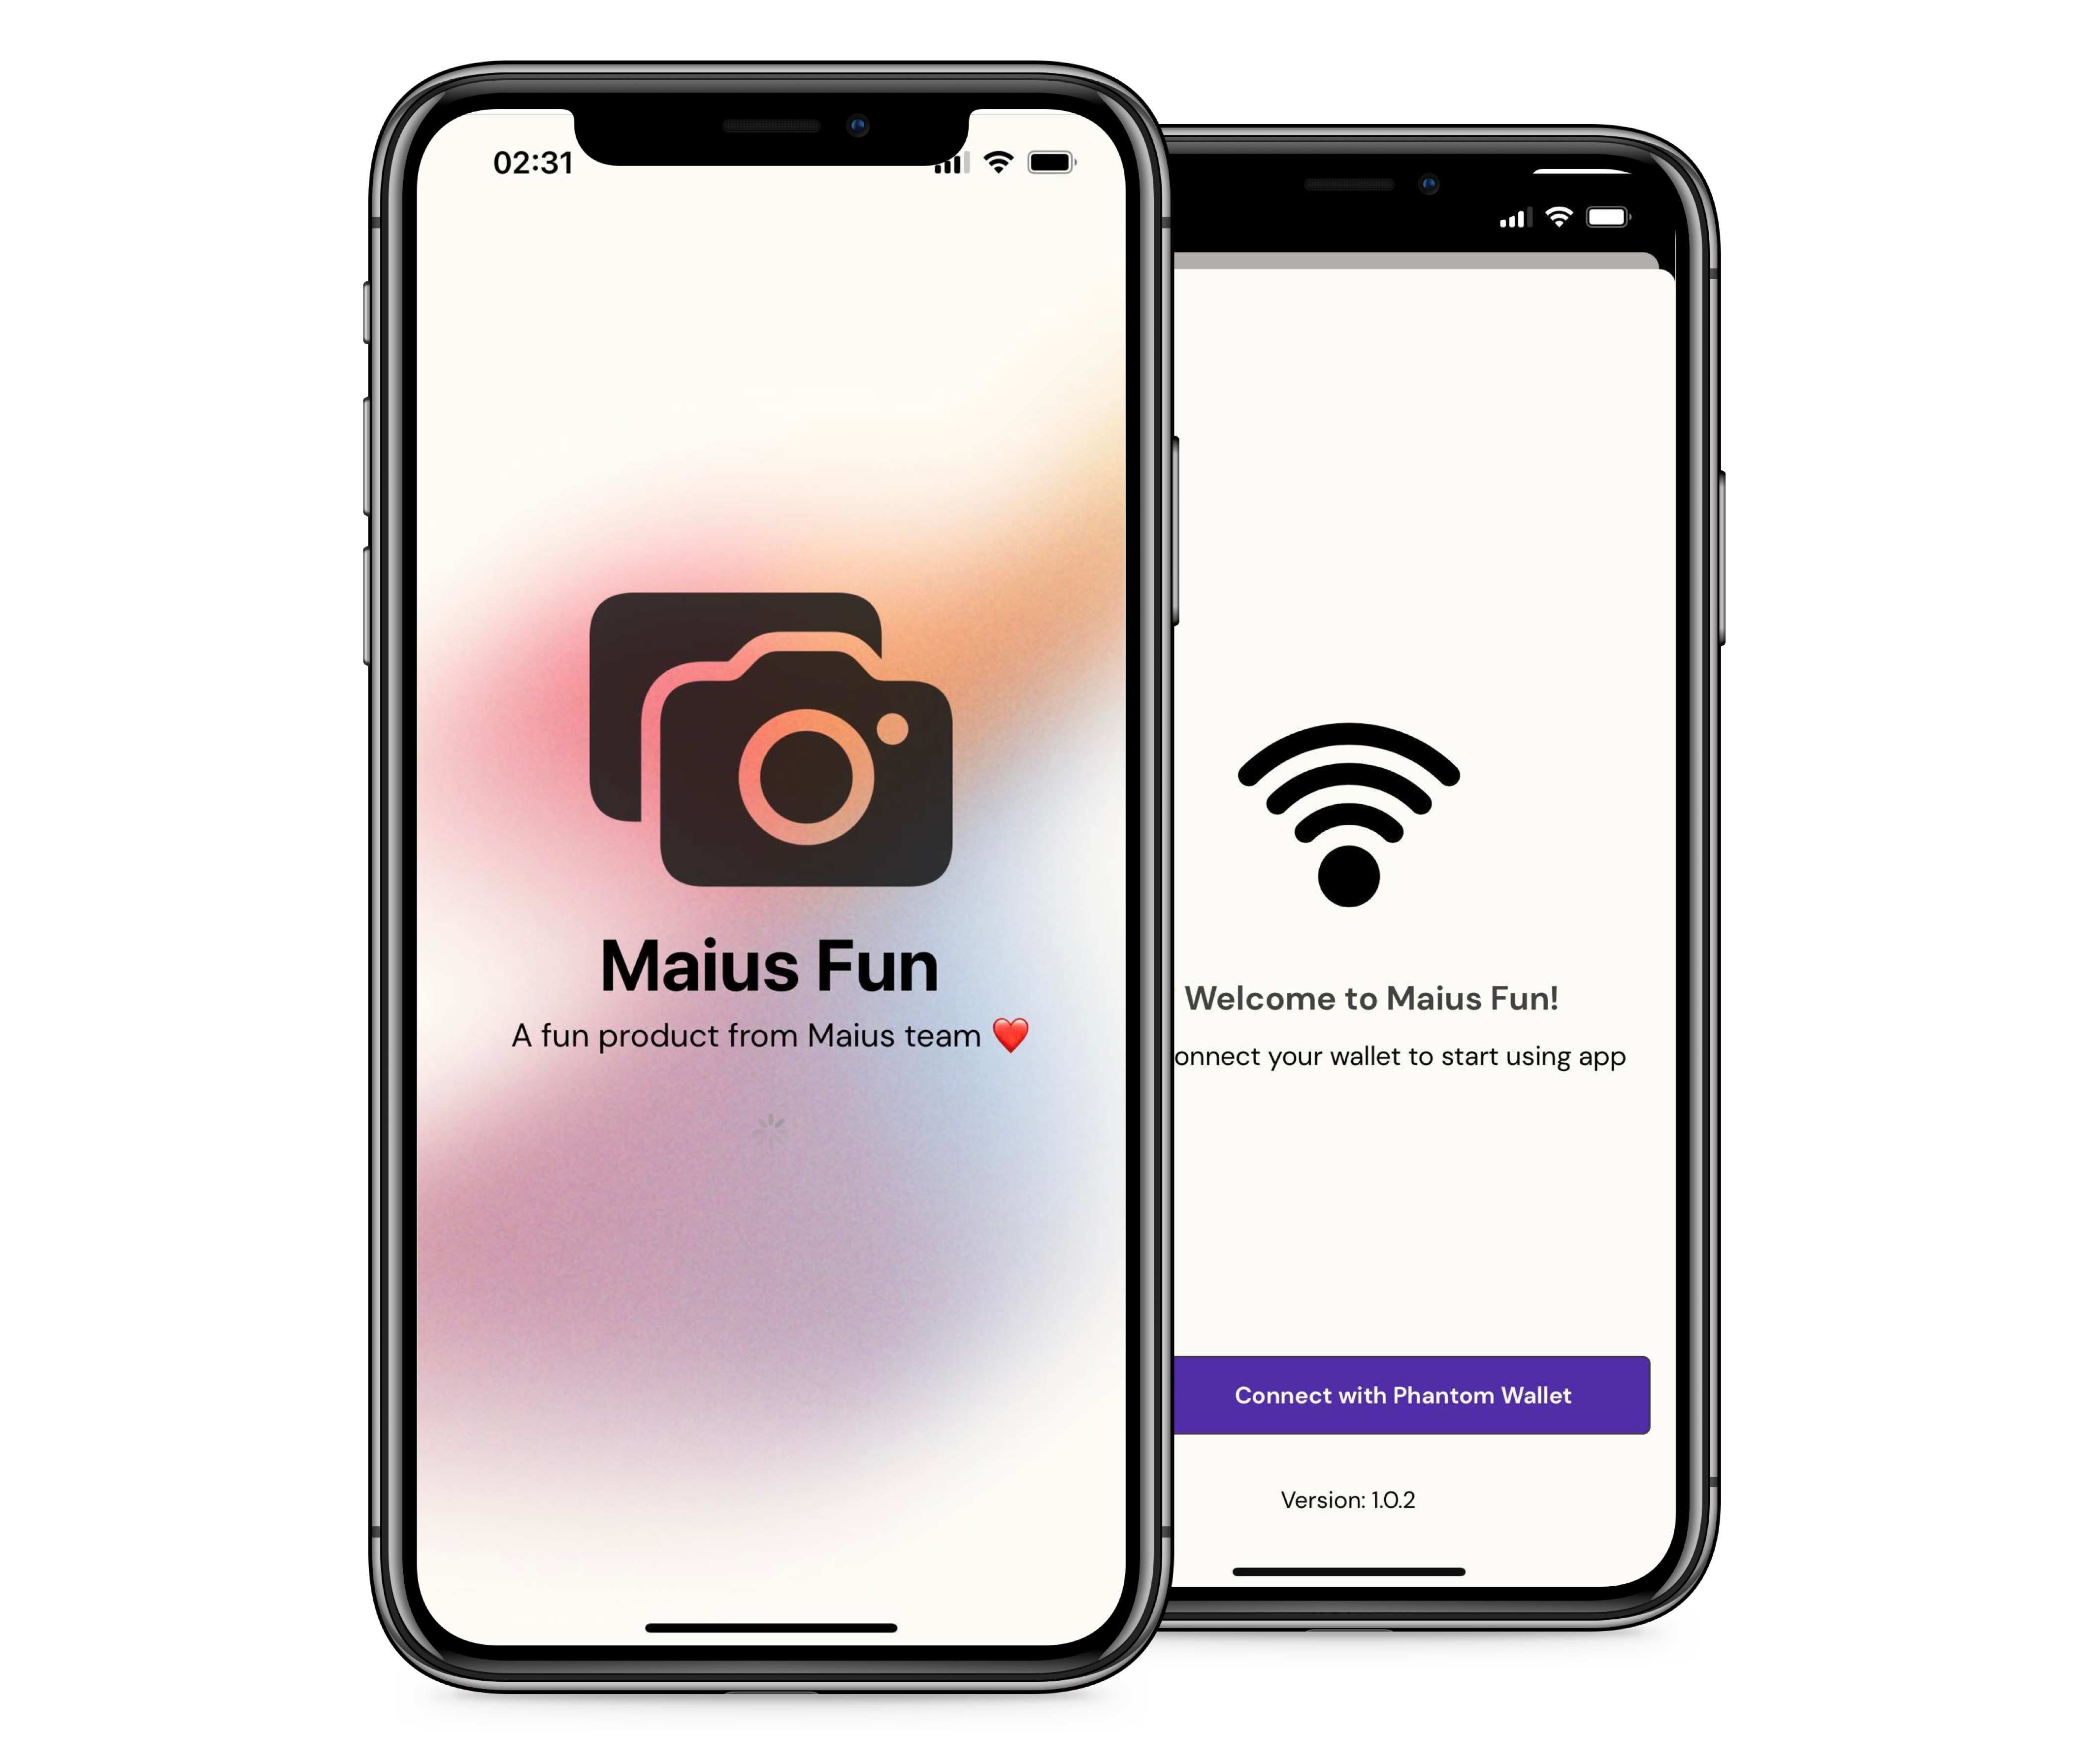 02:31
Maius Fun
A fun product from Maius team ❤️
Welcome to Maius Fun!
onnect your wallet to start using app
Connect with Phantom Wallet
Version: 1.0.2